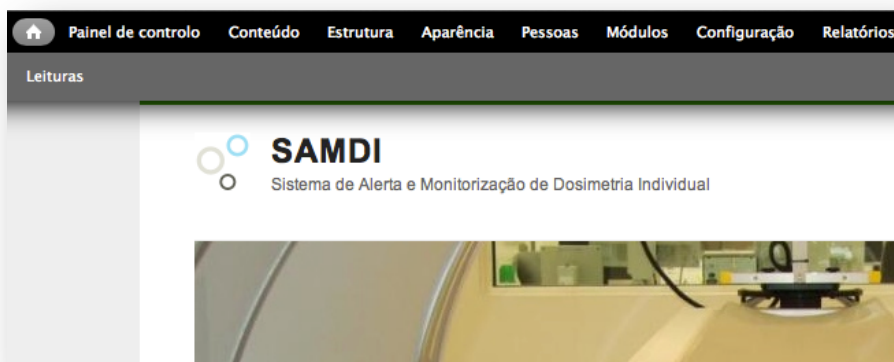 Painel de controlo Conteúdo Estrutura Aparência Pessoas Módulos Configuração Relatórios
Leituras
SAMDI
Sistema de Alerta e Monitorização de Dosimetria Individual